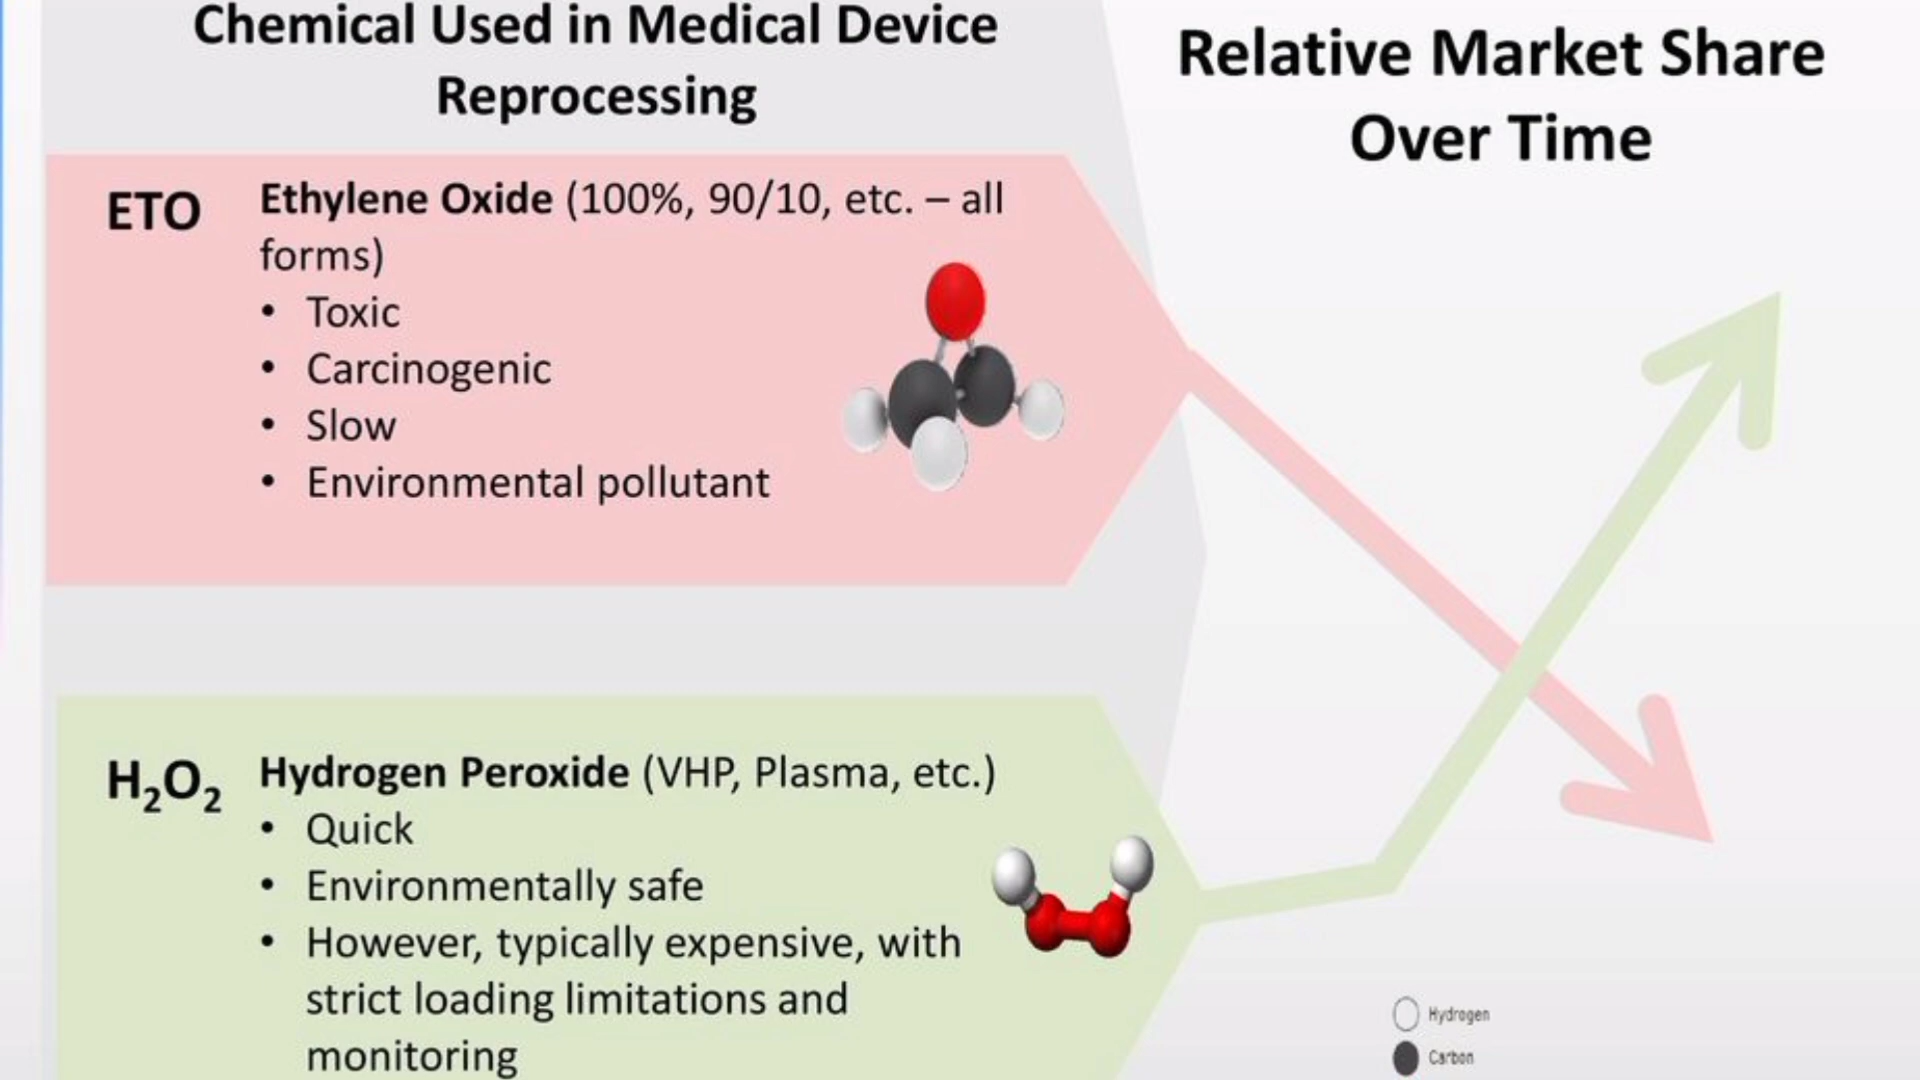 Chemical Used in Medical Device
Reprocessing
Relative Market Share
Over Time
ETO
Ethylene Oxide (100%, 90/10, etc. – all
forms)
• Toxic
• Carcinogenic
• Slow
• Environmental pollutant
H₂O₂
Hydrogen Peroxide (VHP, Plasma, etc.)
• Quick
• Environmentally safe
• However, typically expensive, with
strict loading limitations and
monitoring
Hydrogen
Carbon